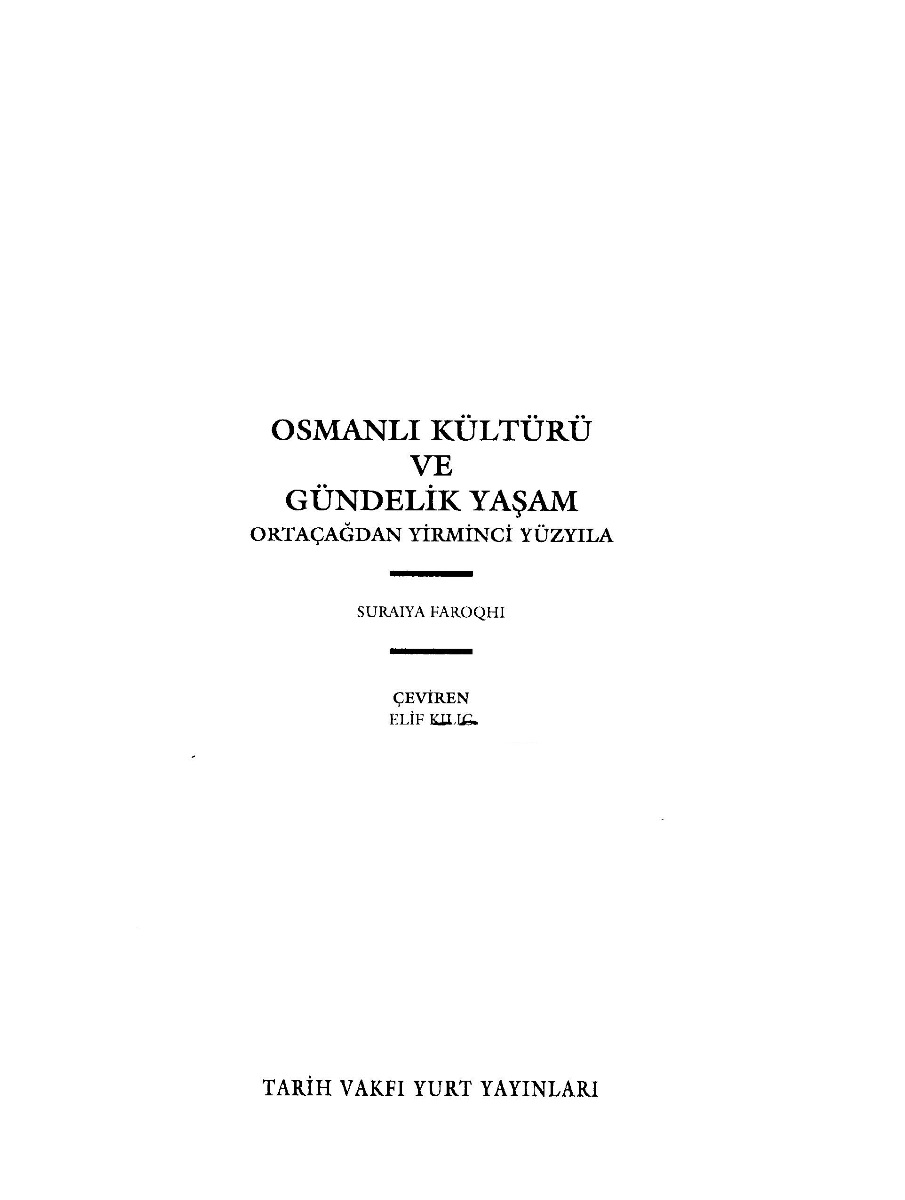 OSMANLI KÜLTÜRÜ
VE
GÜNDELİK YAŞAM
ORTAÇAĞDAN YİRMİNCİ YÜZYILA
SURAIYA FAROQHI
ÇEVİREN
ELİF KILIÇ
TARİH VAKFI YURT YAYINLARI